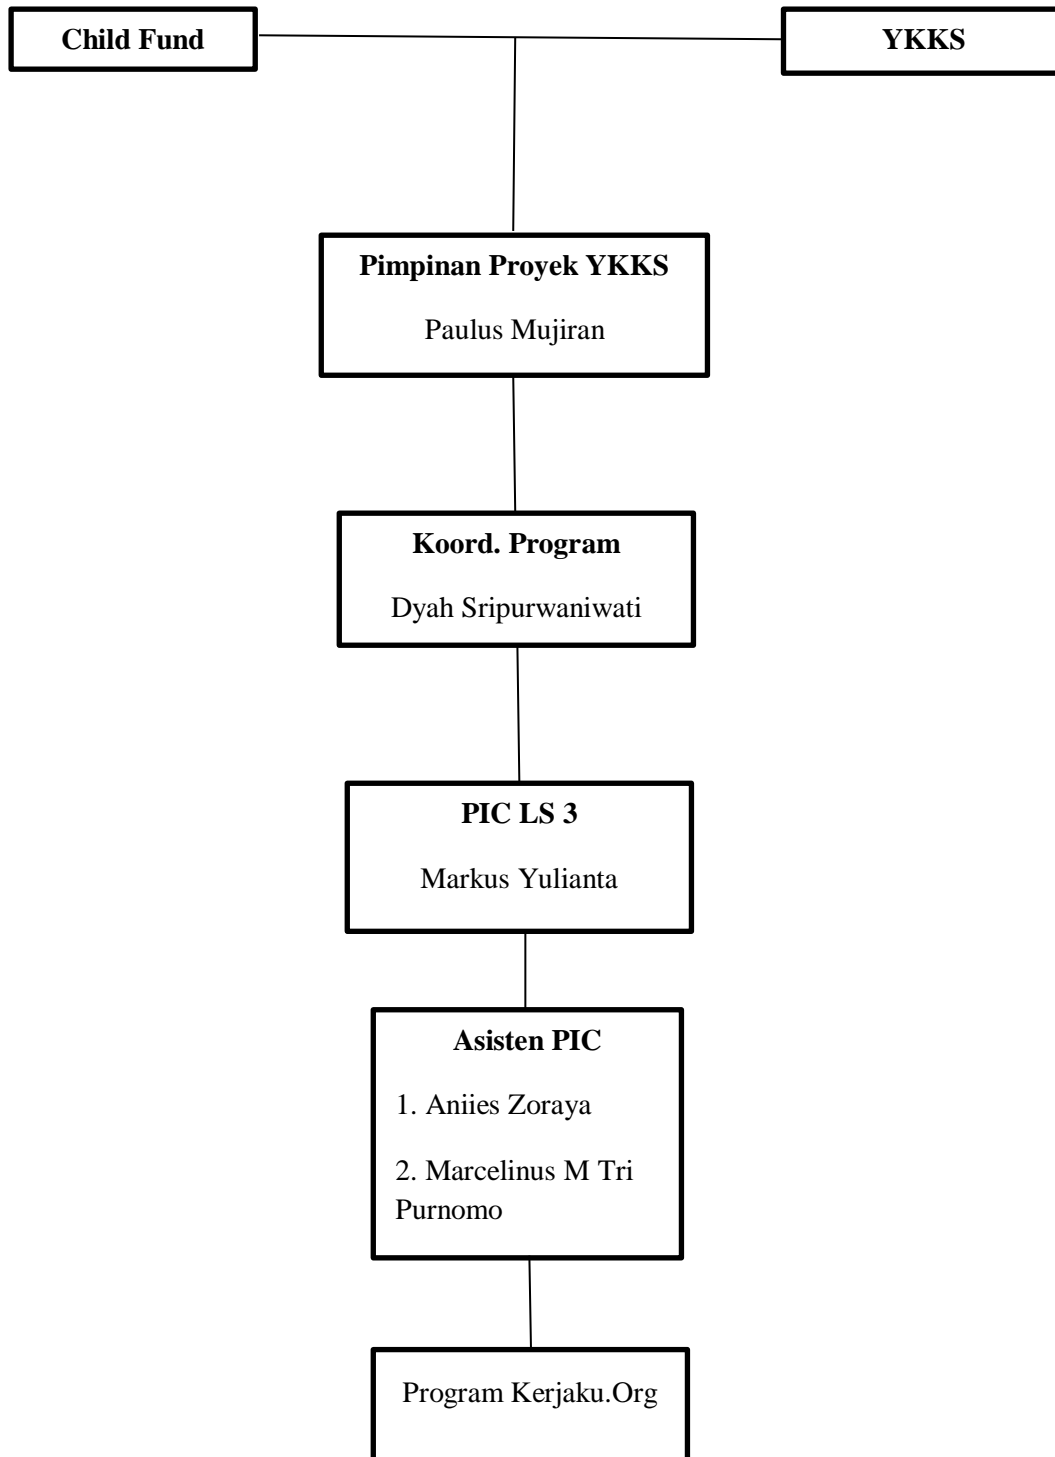 Child Fund
YKKS
Pimpinan Proyek YKKS
Paulus Mujiran
Koord. Program
Dyah Sripurwaniwati
PIC LS 3
Markus Yulianta
Asisten PIC
1. Aniies Zoraya
2. Marcelinus M Tri
Purnomo
Program Kerjaku.Org